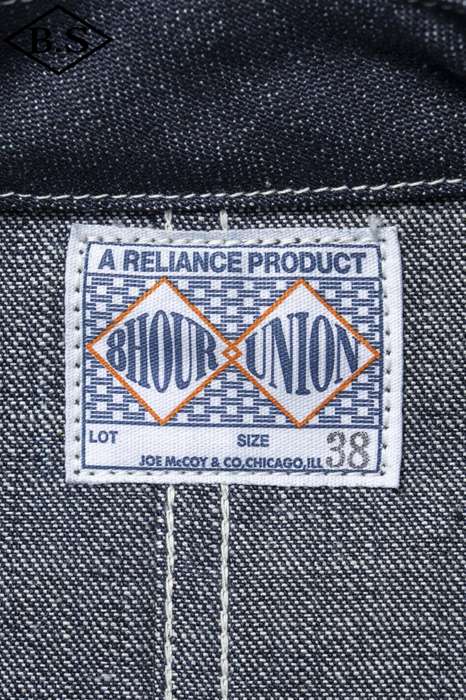 B.S
A RELIANCE PRODUCT
8HOUR UNION
LOT SIZE 38
JOE McCOY & CO,CHICAGO,ILL